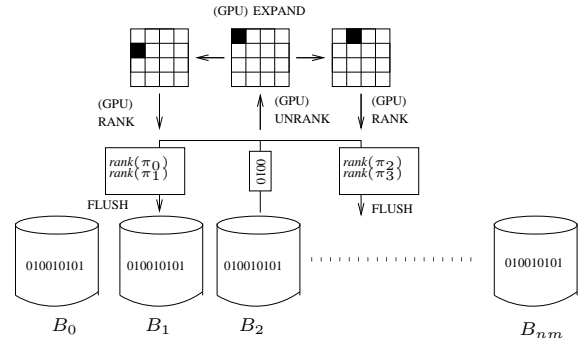 (GPU) EXPAND
(GPU) RANK
(GPU) UNRANK
(GPU) RANK
rank(π0)
rank(π1)
0010
rank(π2)
rank(π3)
FLUSH
FLUSH
010010101
010010101
010010101
010010101
B0
B1
B2
Bnm